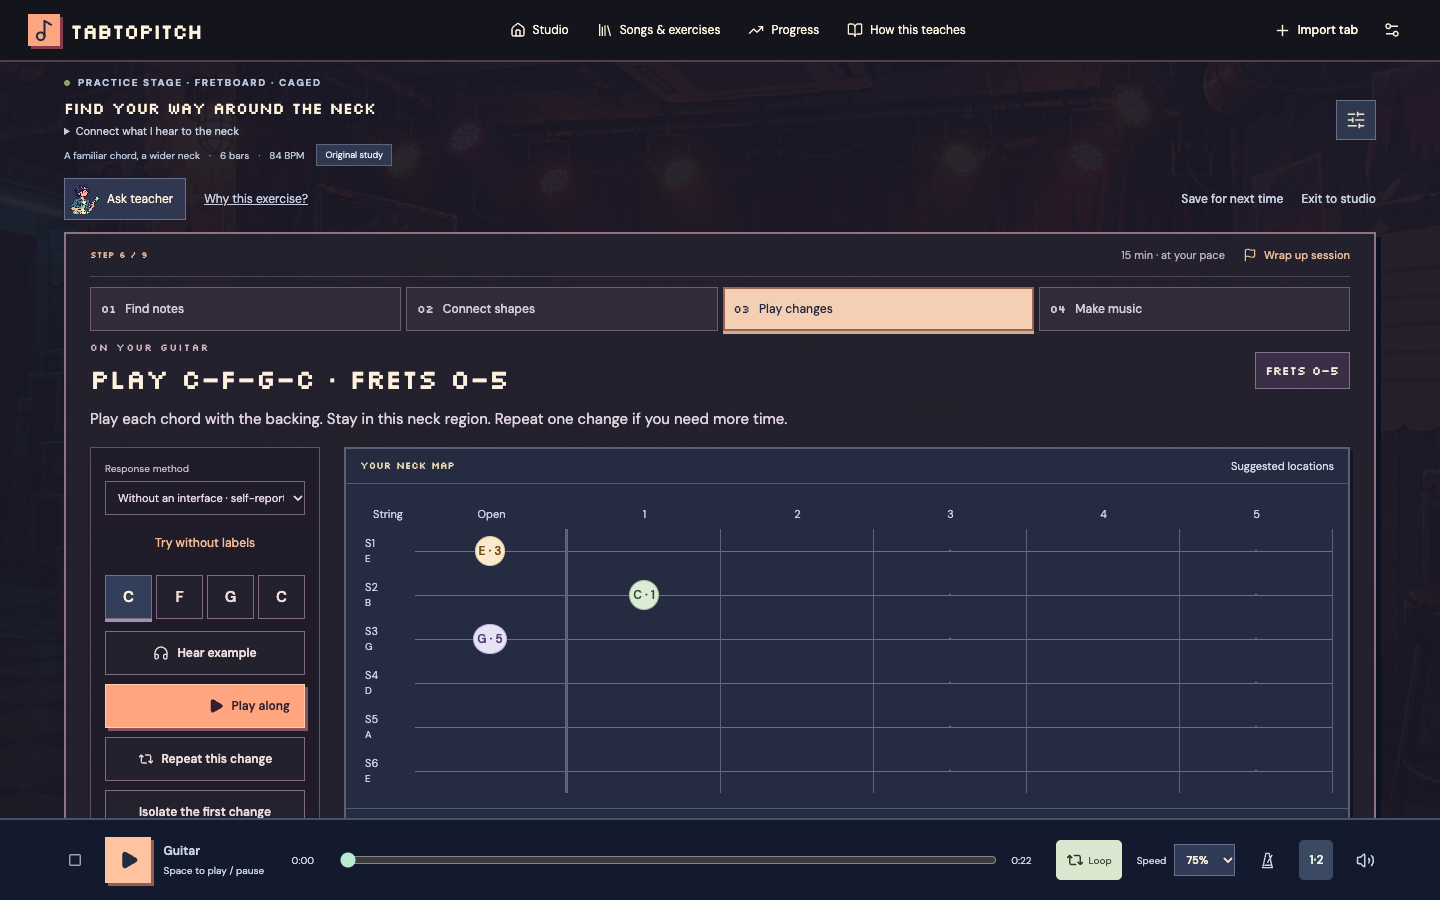 TABTOPITCH
Studio
Songs & exercises
Progress
How this teaches
Import tab
PRACTICE STAGE · FRETBOARD · CAGED
FIND YOUR WAY AROUND THE NECK
Connect what I hear to the neck
A familiar chord, a wider neck · 6 bars · 84 BPM Original study
Ask teacher
Why this exercise?
Save for next time
Exit to studio
STEP 6 / 9
15 min · at your pace
Wrap up session
01 Find notes
02 Connect shapes
03 Play changes
04 Make music
ON YOUR GUITAR
PLAY C–F–G–C · FRETS 0–5
FRETS 0–5
Play each chord with the backing. Stay in this neck region. Repeat one change if you need more time.
Response method
Without an interface · self-report
Try without labels
C F G C
Hear example
Play along
Repeat this change
Isolate the first change
YOUR NECK MAP
Suggested locations
String Open 1 2 3 4 5
S1
E
E · 3
S2
B
C · 1
S3
G
G · 5
S4
D
S5
A
S6
E
Guitar
Space to play / pause
0:00
0:22
Loop
Speed
75%
1·2